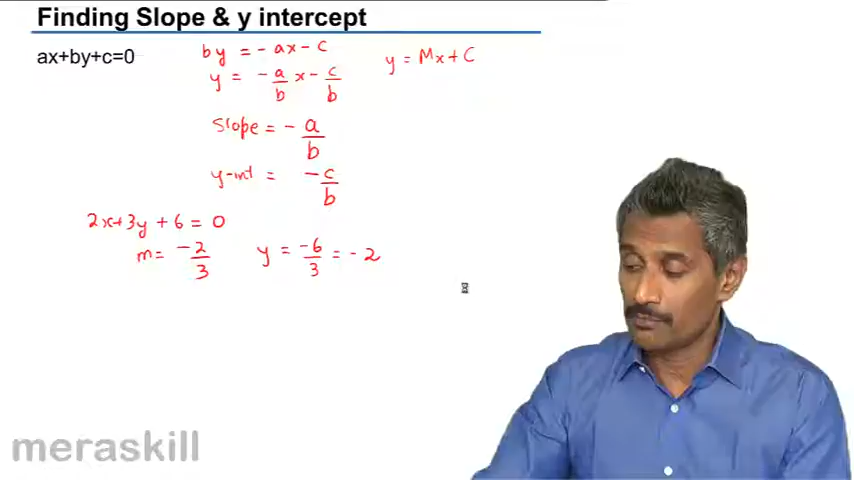 Finding Slope & y intercept
ax+by+c=0
by = -ax - c
y = -a/b x - c/b
y = Mx + C
Slope = - a/b
y-int = - c/b
2x+3y + 6 = 0
m = -2/3
y = -6/3 = -2
meraskill